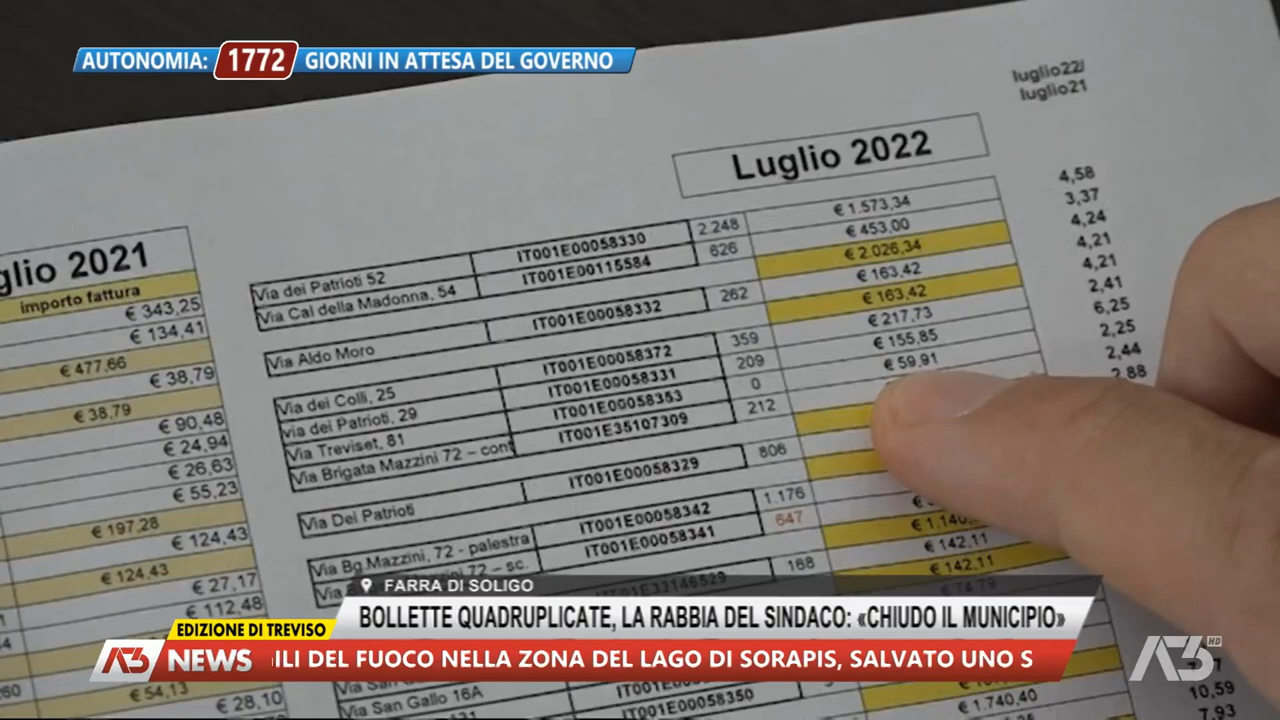 AUTONOMIA: 1772 GIORNI IN ATTESA DEL GOVERNO
luglio22/
luglio21
Luglio 2022
glio 2021
importo fattura
€ 343,25
€ 134,41
€ 477,66
€ 38,79
€ 38,79
€ 90,48
€ 24,94
€ 26,63
€ 55,23
€ 197,28
€ 124,43
€ 124,43
€ 27,17
€ 112,48
€ 54,13
€ 28,10
Via dei Patrioti 52 IT001E00058330 2.248 € 1.573,34 4,58
Via Cal della Madonna, 54 IT001E00115584 626 € 453,00 3,37
€ 2.026,34 4,24
Via Aldo Moro IT001E00058332 262 € 163,42 4,21
€ 163,42 4,21
Via dei Colli, 25 IT001E00058372 359 € 217,73 2,41
via dei Patrioti, 29 IT001E00058331 209 € 155,85 6,25
Via Treviset, 81 IT001E00058353 0 € 59,91 2,25
Via Brigata Mazzini 72 – cont IT001E35107309 212 2,44
2,88
Via Dei Patrioti IT001E00058329 806
Via Bg.Mazzini, 72 - palestra IT001E00058342 1.176
72 – sc. IT001E00058341 647
IT001E33146529 168 € 142,11
€ 142,11
San Gallo 16A IT001E00058350 € 1.740,40
10,59
7,93
FARRA DI SOLIGO
BOLLETTE QUADRUPLICATE, LA RABBIA DEL SINDACO: «CHIUDO IL MUNICIPIO»
EDIZIONE DI TREVISO
A3 NEWS ILI DEL FUOCO NELLA ZONA DEL LAGO DI SORAPIS, SALVATO UNO S
A3 HD